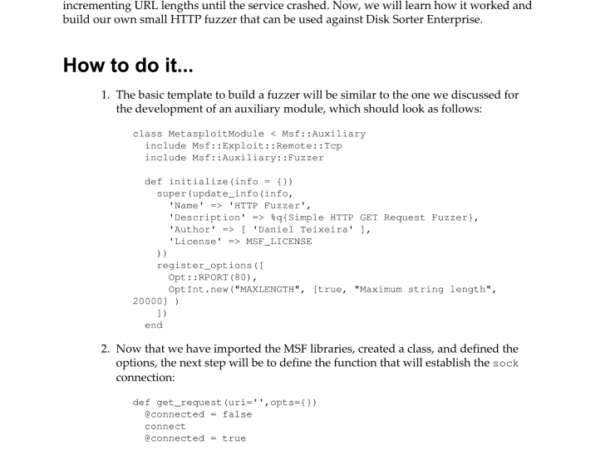 incrementing URL lengths until the service crashed. Now, we will learn how it worked and
build our own small HTTP fuzzer that can be used against Disk Sorter Enterprise.
How to do it...
1. The basic template to build a fuzzer will be similar to the one we discussed for
the development of an auxiliary module, which should look as follows:
class MetasploitModule < Msf::Auxiliary
include Msf::Exploit::Remote::Tcp
include Msf::Auxiliary::Fuzzer
def initialize(info = {})
super(update_info(info,
'Name' => 'HTTP Fuzzer',
'Description' => %q{Simple HTTP GET Request Fuzzer},
'Author' => [ 'Daniel Teixeira' ],
'License' => MSF_LICENSE
))
register_options([
Opt::RPORT(80),
OptInt.new("MAXLENGTH", [true, "Maximum string length",
20000] )
])
end
2. Now that we have imported the MSF libraries, created a class, and defined the
options, the next step will be to define the function that will establish the sock
connection:
def get_request(uri='',opts={})
@connected = false
connect
@connected = true